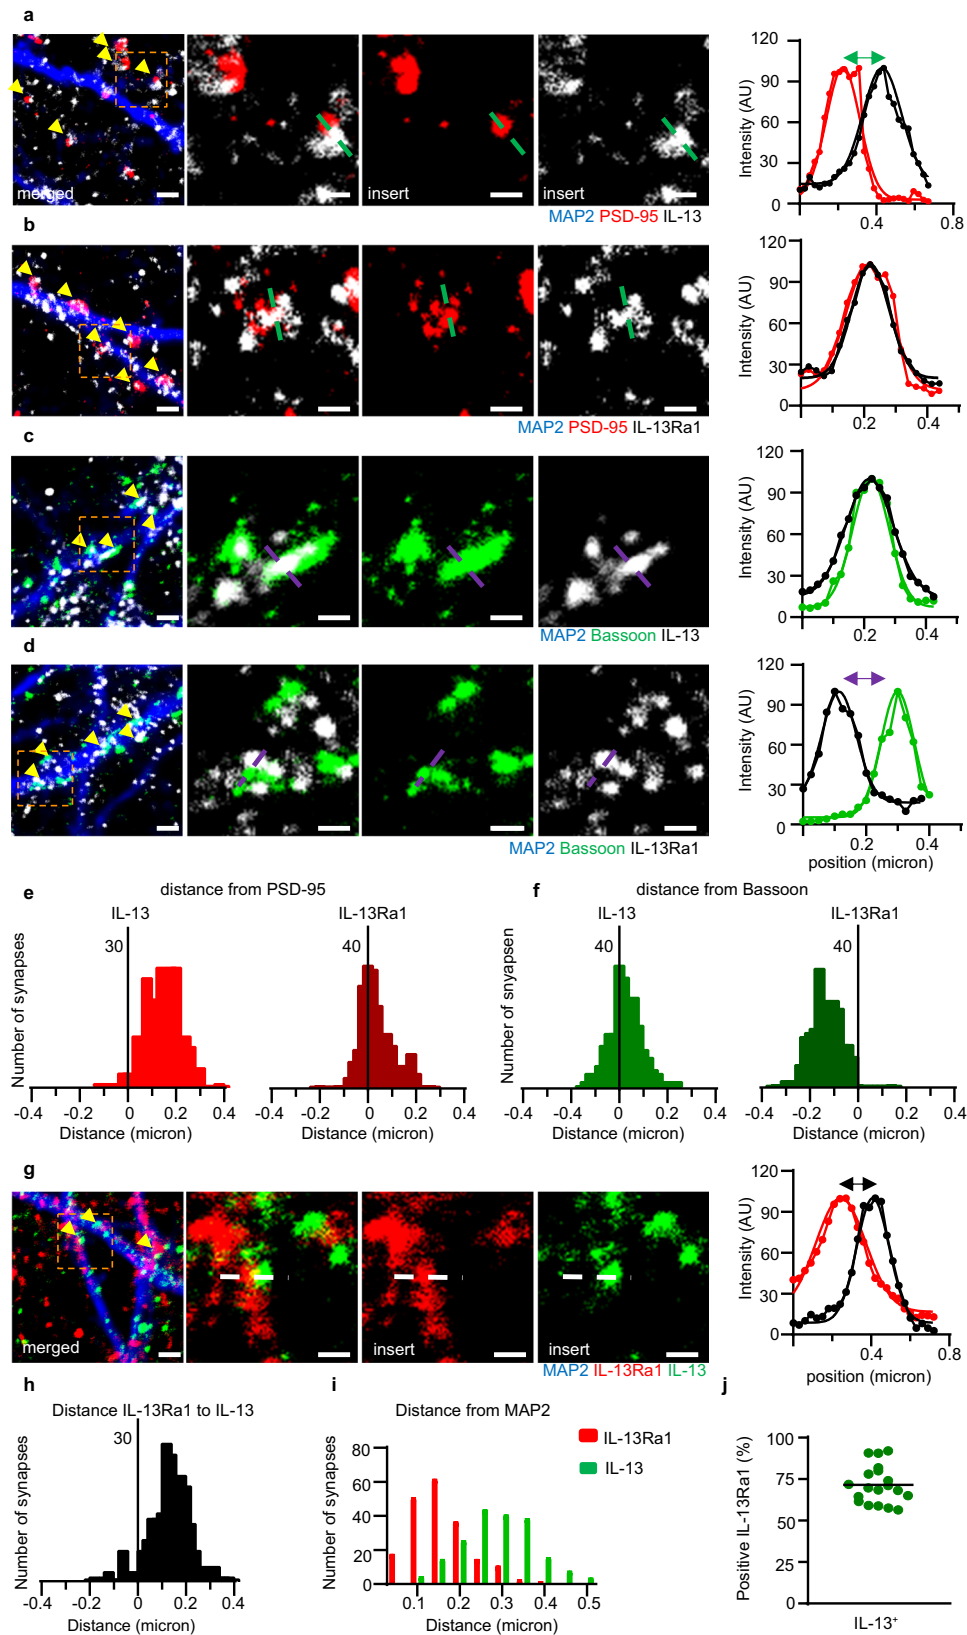 a
merged
insert
insert
MAP2 PSD-95 IL-13
120
90
60
30
0
Intensity (AU)
0.4
0.8
b
MAP2 PSD-95 IL-13Ra1
120
90
60
30
0
Intensity (AU)
0.2
0.4
c
MAP2 Bassoon IL-13
120
90
60
30
0
Intensity (AU)
0.2
0.4
d
MAP2 Bassoon IL-13Ra1
120
90
60
30
0
Intensity (AU)
0.2
0.4
position (micron)
e
distance from PSD-95
IL-13
30
Number of synapses
-0.4 -0.2 0 0.2 0.4
Distance (micron)
IL-13Ra1
40
-0.4 -0.2 0 0.2 0.4
Distance (micron)
f
distance from Bassoon
IL-13
40
Number of snyapsen
-0.4 -0.2 0 0.2 0.4
Distance (micron)
IL-13Ra1
40
-0.4 -0.2 0 0.2 0.4
Distance (micron)
g
merged
insert
insert
MAP2 IL-13Ra1 IL-13
120
90
60
30
0
Intensity (AU)
0.4
0.8
position (micron)
h
Distance IL-13Ra1 to IL-13
30
Number of synapses
-0.4 -0.2 0 0.2 0.4
Distance (micron)
i
Distance from MAP2
IL-13Ra1
IL-13
80
60
40
20
0
Number of synapses
0.1 0.2 0.3 0.4 0.5
Distance (micron)
j
100
75
50
25
0
Positive IL-13Ra1 (%)
IL-13⁺